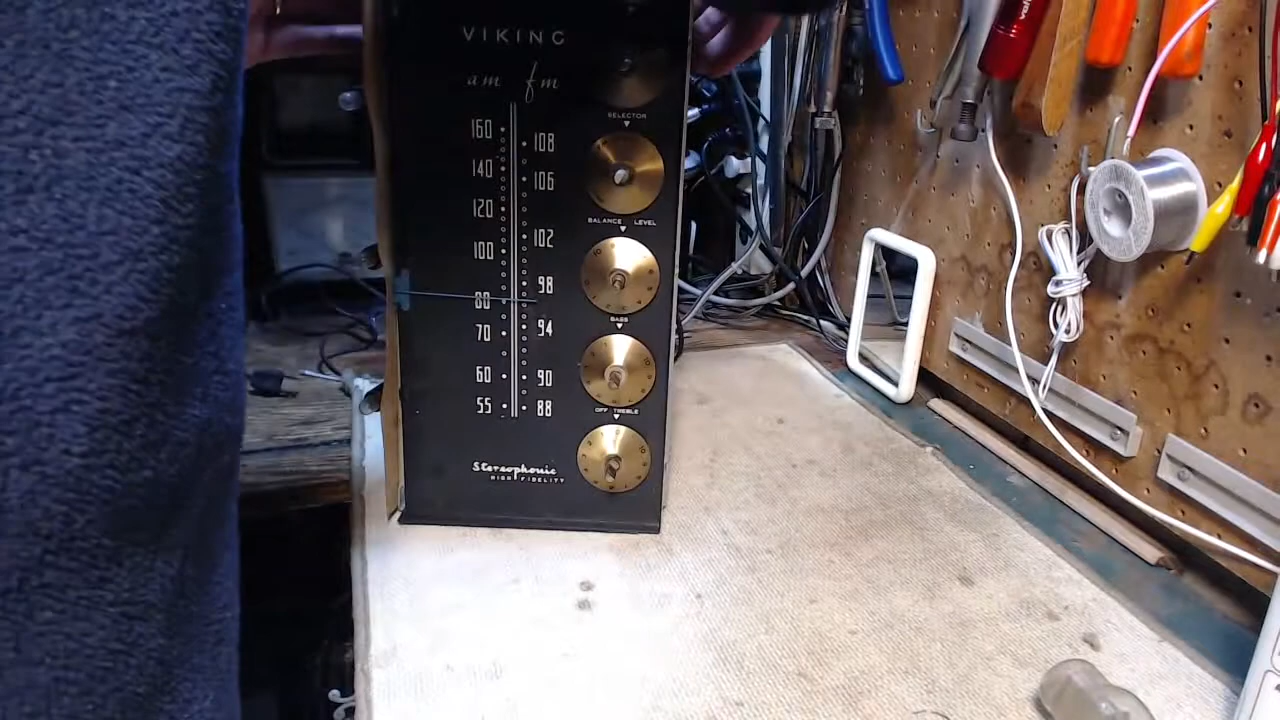 VIKING
am fm
SELECTOR
160 108
140 106
120
BALANCE LEVEL
102
100
98
80
BASS
94
70
60 90
55 88
OFF TREBLE
Stereophonic
HIGH FIDELITY